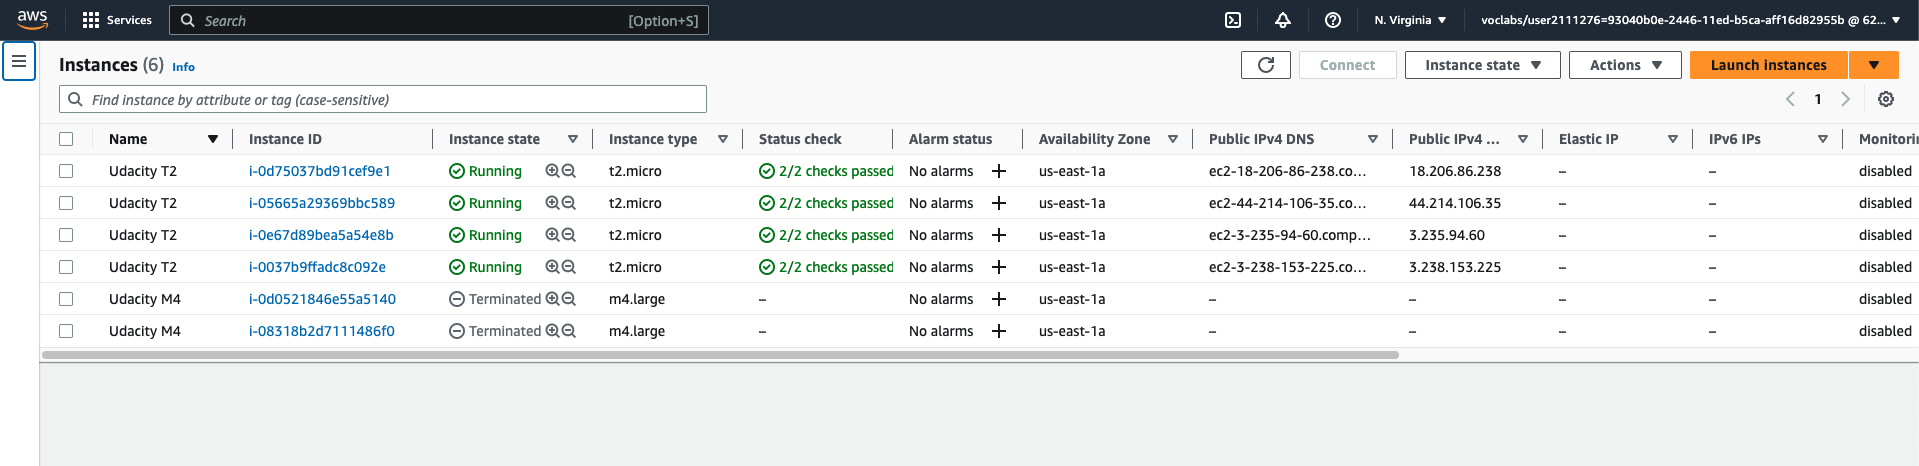 aws Services Search [Option+S] N. Virginia voclabs/user2111276=93040b0e-2446-11ed-b5ca-aff16d82955b @ 62...
Instances (6) Info Connect Instance state Actions Launch instances
Find instance by attribute or tag (case-sensitive) 1
Name Instance ID Instance state Instance type Status check Alarm status Availability Zone Public IPv4 DNS Public IPv4 ... Elastic IP IPv6 IPs Monitorin
Udacity T2 i-0d75037bd91cef9e1 Running t2.micro 2/2 checks passed No alarms + us-east-1a ec2-18-206-86-238.co... 18.206.86.238 – – disabled
Udacity T2 i-05665a29369bbc589 Running t2.micro 2/2 checks passed No alarms + us-east-1a ec2-44-214-106-35.co... 44.214.106.35 – – disabled
Udacity T2 i-0e67d89bea5a54e8b Running t2.micro 2/2 checks passed No alarms + us-east-1a ec2-3-235-94-60.comp... 3.235.94.60 – – disabled
Udacity T2 i-0037b9ffadc8c092e Running t2.micro 2/2 checks passed No alarms + us-east-1a ec2-3-238-153-225.co... 3.238.153.225 – – disabled
Udacity M4 i-0d0521846e55a5140 Terminated m4.large – No alarms + us-east-1a – – – – disabled
Udacity M4 i-08318b2d7111486f0 Terminated m4.large – No alarms + us-east-1a – – – – disabled